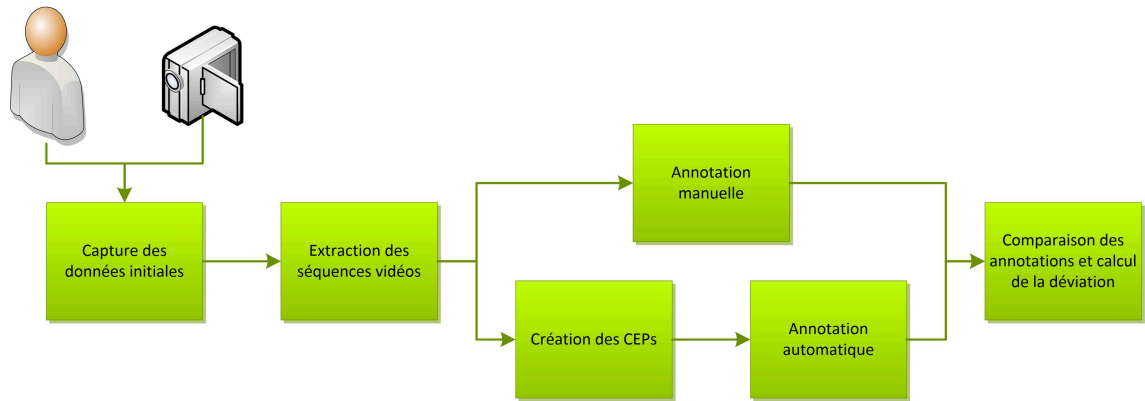 Capture des
données initiales
Extraction des
séquences vidéos
Annotation
manuelle
Création des CEPs
Annotation
automatique
Comparaison des
annotations et calcul
de la déviation